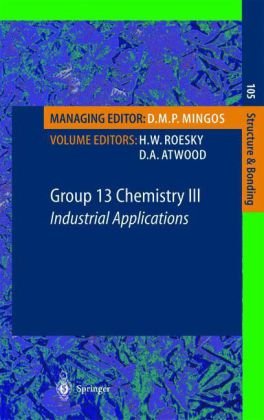 MANAGING EDITOR: D.M.P. MINGOS
VOLUME EDITORS: H.W. ROESKY
D.A. ATWOOD
Group 13 Chemistry III
Industrial Applications
Springer
105
Structure & Bonding